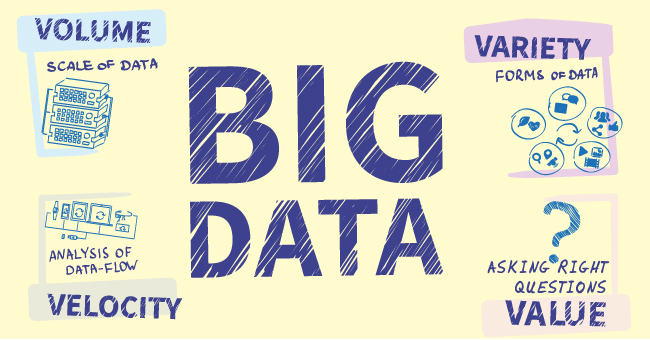 VOLUME
SCALE OF DATA
VARIETY
FORMS OF DATA
BIG
DATA
ANALYSIS OF
DATA-FLOW
VELOCITY
?
ASKING RIGHT
QUESTIONS
VALUE